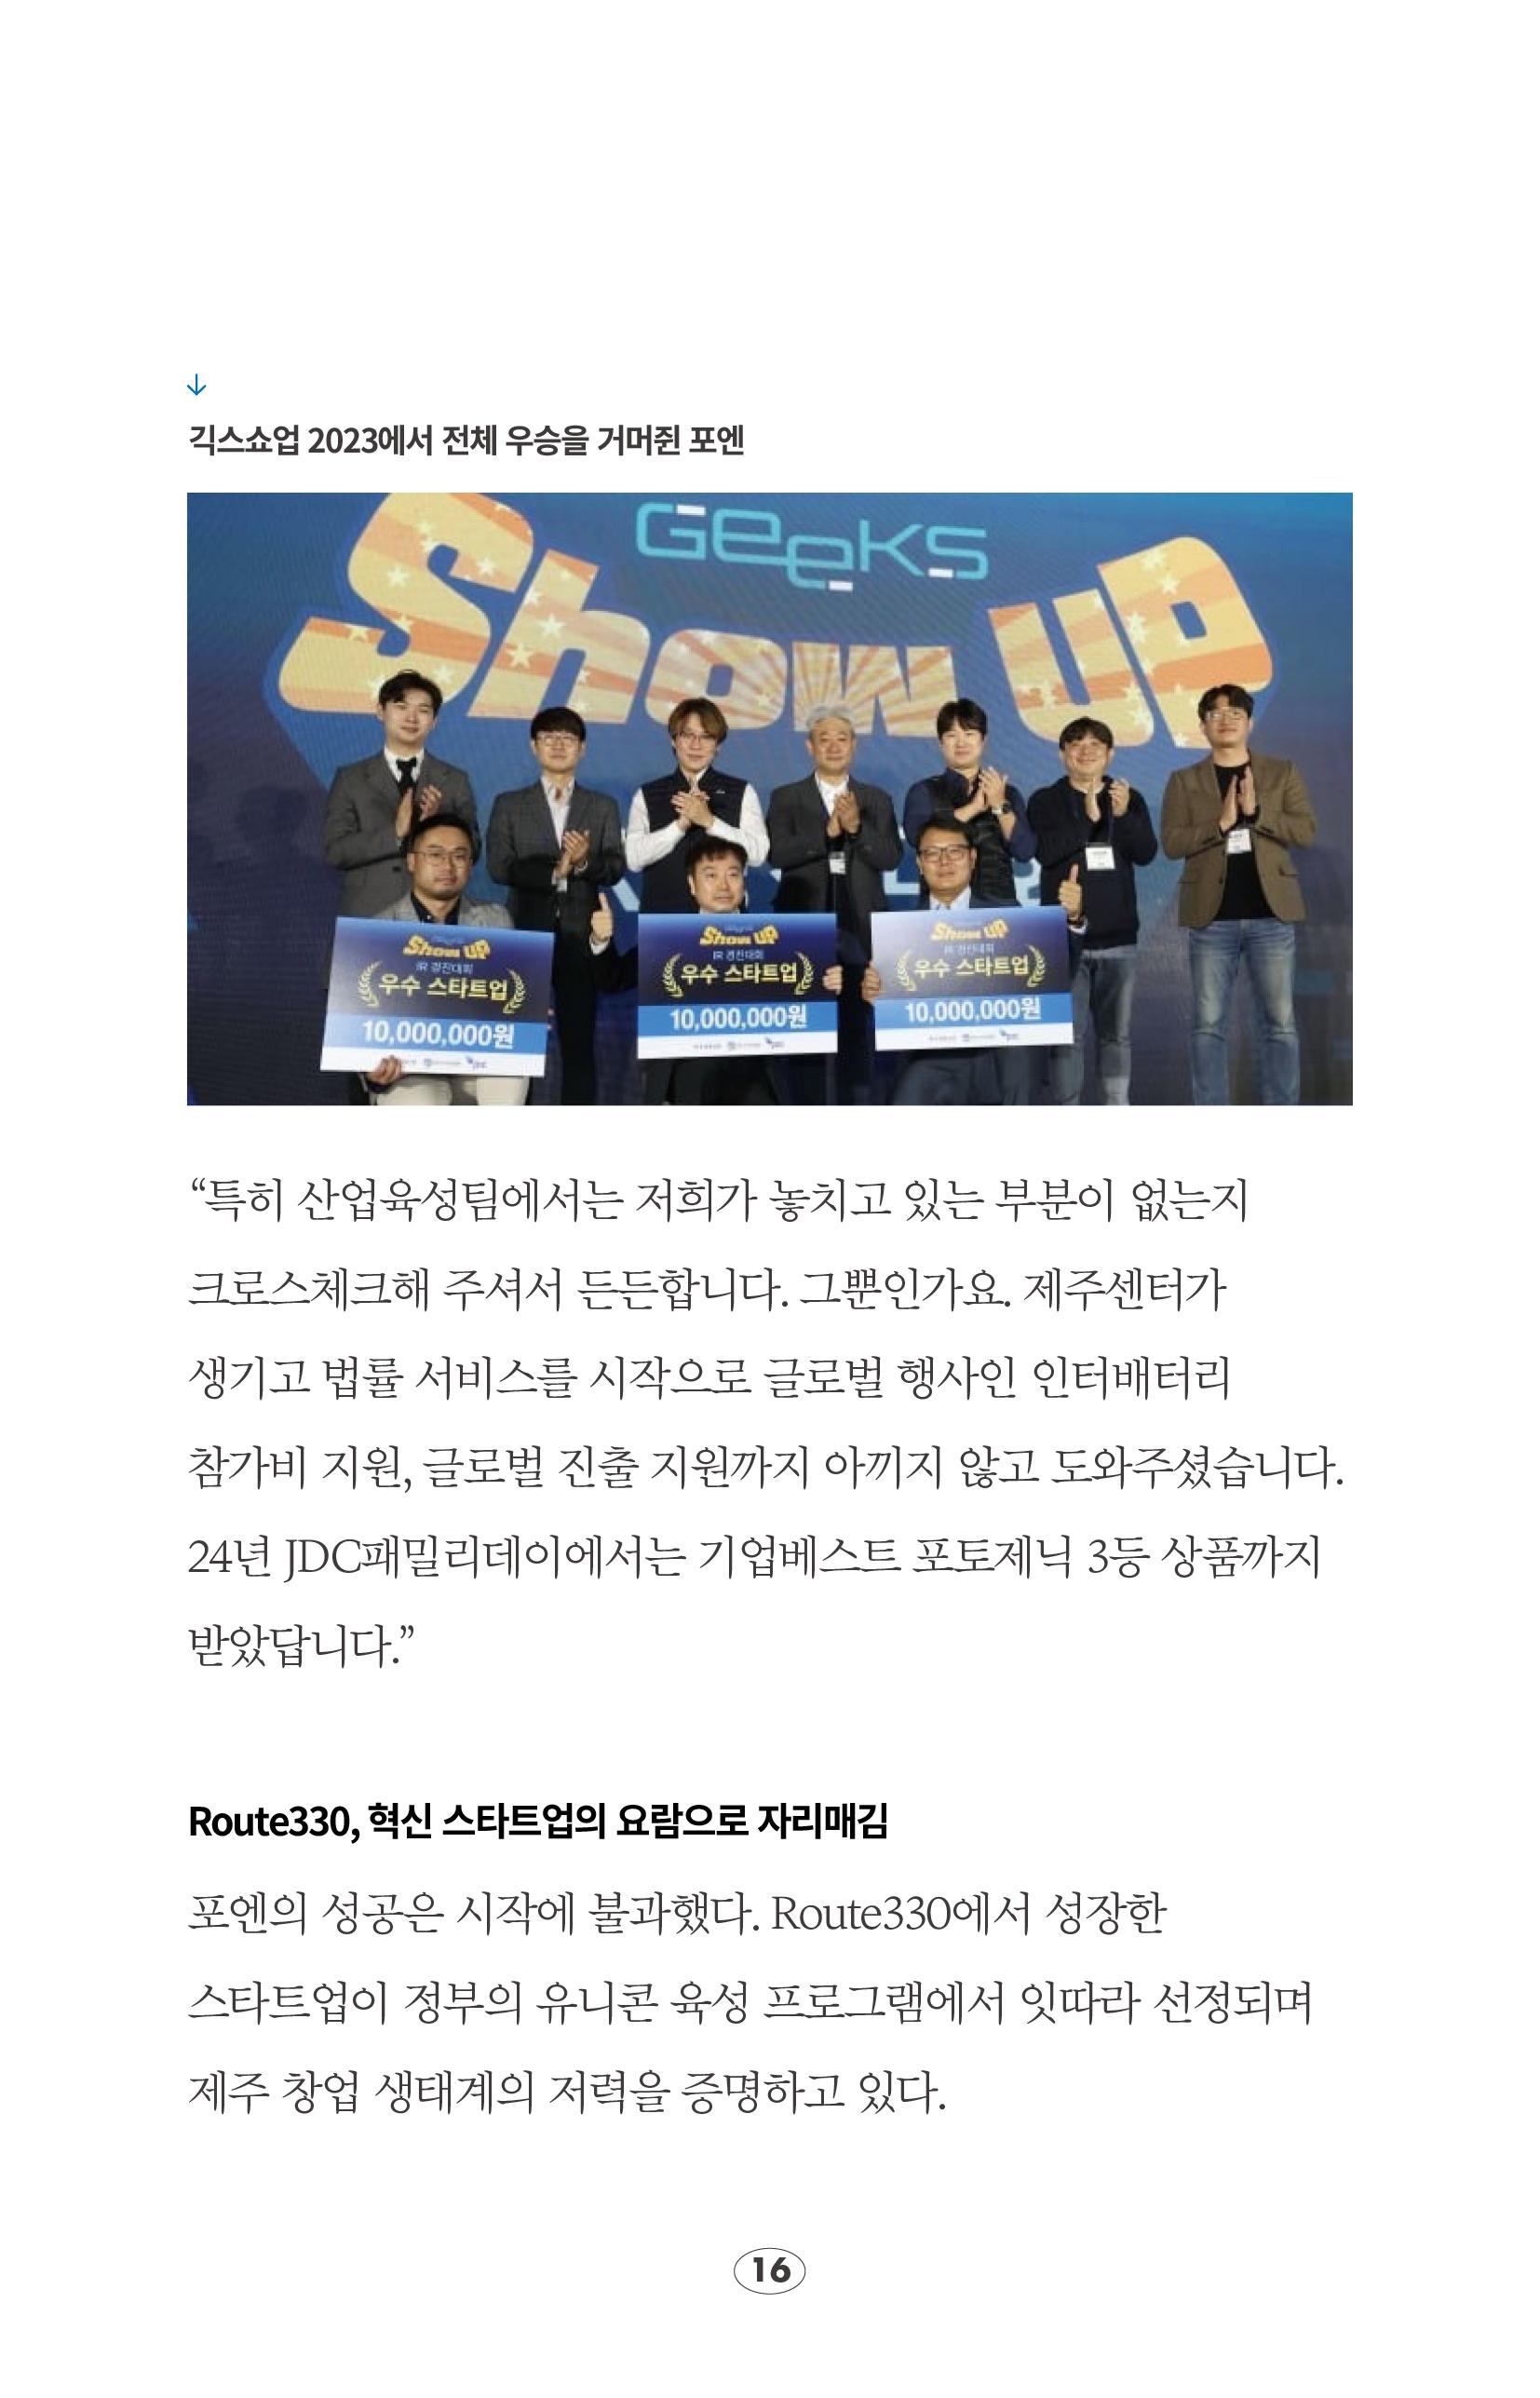 ↓
깃스쇼업 2023에서 전체 우승을 거머쥔 포엔
GeeKS
Show UP
Show UP
IR 경진대회
우수 스타트업
10,000,000원
Show UP
IR 경진대회
우수 스타트업
10,000,000원
Show UP
IR 경진대회
우수 스타트업
10,000,000원
“특히 산업육성팀에서는 저희가 놓치고 있는 부분이 없는지
크로스체크해 주셔서 든든합니다. 그뿐인가요. 제주센터가
생기고 법률 서비스를 시작으로 글로벌 행사인 인터배터리
참가비 지원, 글로벌 진출 지원까지 아끼지 않고 도와주셨습니다.
24년 JDC패밀리데이에서는 기업베스트 포토제닉 3등 상품까지
받았답니다.”
Route330, 혁신 스타트업의 요람으로 자리매김
포엔의 성공은 시작에 불과했다. Route330에서 성장한
스타트업이 정부의 유니콘 육성 프로그램에서 잇따라 선정되며
제주 창업 생태계의 저력을 증명하고 있다.
16